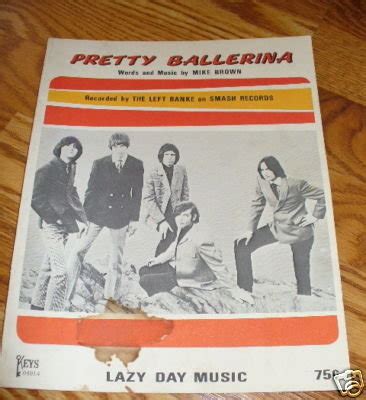 PRETTY BALLERINA
Words and Music by MIKE BROWN
Recorded by THE LEFT BANKE on SMASH RECORDS
KEYS
LAZY DAY MUSIC